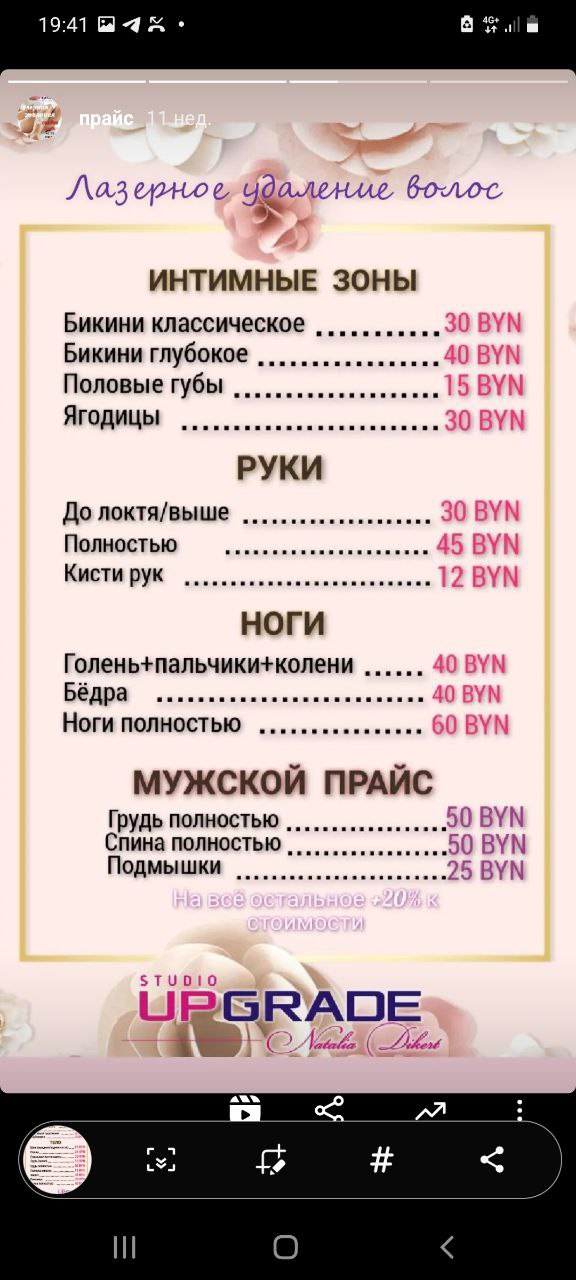 19:41
4G+
прайс 11 нед.
Лазерное удаление волос
ИНТИМНЫЕ ЗОНЫ
Бикини классическое ........... 30 BYN
Бикини глубокое ................. 40 BYN
Половые губы ................... 15 BYN
Ягодицы ........................ 30 BYN
РУКИ
До локтя/выше .................. 30 BYN
Полностью .................... 45 BYN
Кисти рук ........................ 12 BYN
НОГИ
Голень+пальчики+колени ...... 40 BYN
Бёдра ........................... 40 BYN
Ноги полностью ................ 60 BYN
МУЖСКОЙ ПРАЙС
Грудь полностью ................ 50 BYN
Спина полностью ................ 50 BYN
Подмышки ..................... 25 BYN
На всё остальное +20% к
стоимости
STUDIO
UPGRADE
Natalia Dikert
ТЕЛО